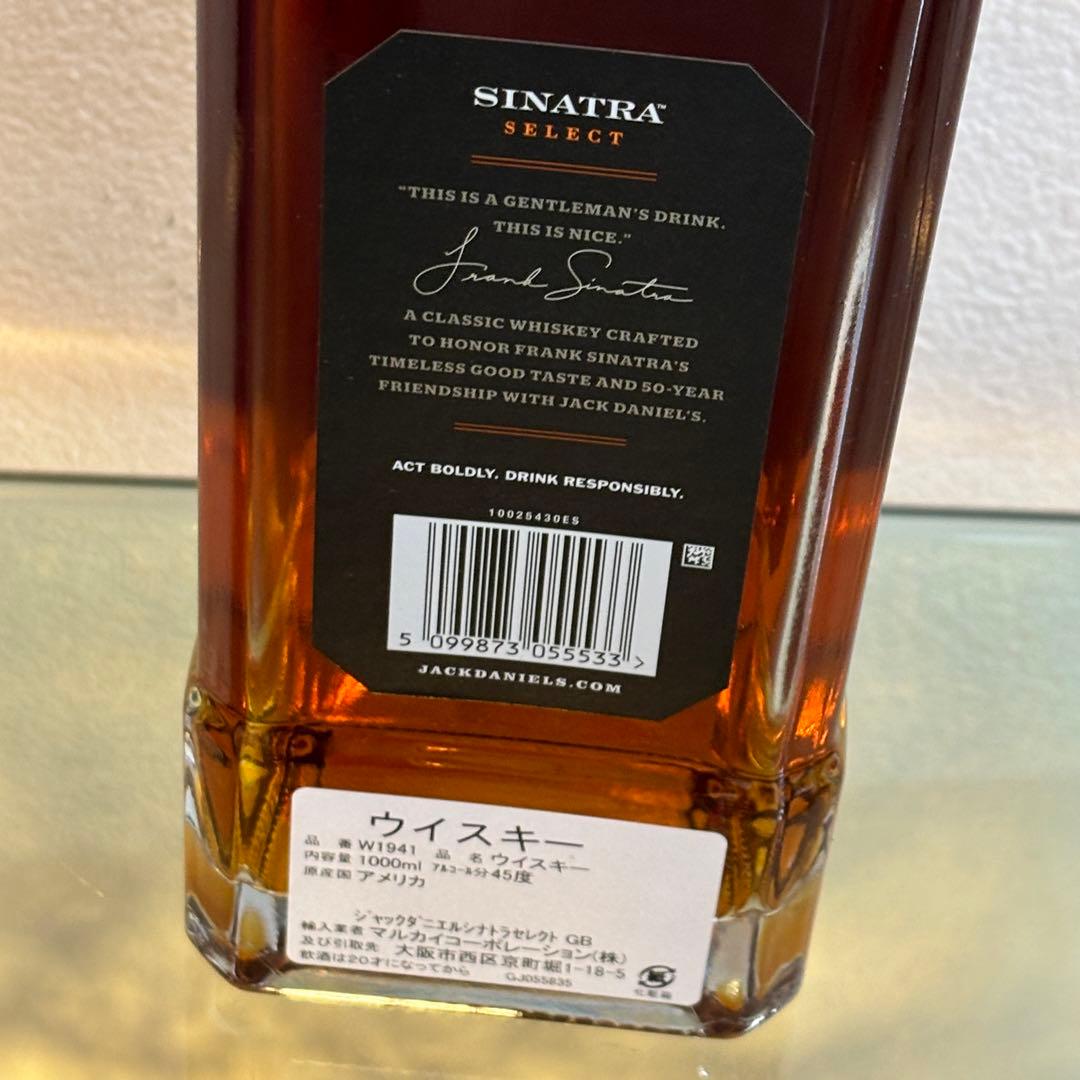 SINATRA™
SELECT
"THIS IS A GENTLEMAN'S DRINK.
THIS IS NICE."
Frank Sinatra
A CLASSIC WHISKEY CRAFTED
TO HONOR FRANK SINATRA'S
TIMELESS GOOD TASTE AND 50-YEAR
FRIENDSHIP WITH JACK DANIEL'S.
ACT BOLDLY. DRINK RESPONSIBLY.
10025430ES
5 099873 055533 >
JACKDANIELS.COM
ウイスキー
品 番 W1941 品 名 ウイスキー
内容量 1000ml アルコール分 45度
原産国 アメリカ
ジャックダニエルシナトラセレクト GB
輸入業者 マルカイコーポレーション(株)
及び引取先 大阪市西区京町堀1-18-5
飲酒は20才になってから GJ055835
紙
化粧箱